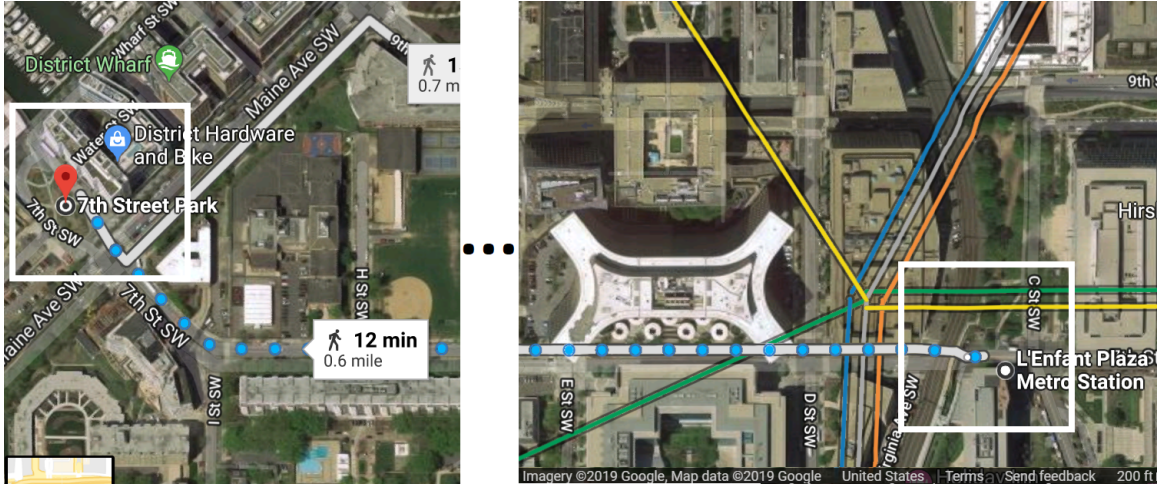 Wharf St SW
District Wharf
Maine Ave SW
9th
1
0.7 m
Water St SW
District Hardware
and Bike
7th Street Park
7th St SW
Maine Ave SW
7th St SW
H St SW
12 min
0.6 mile
I St SW
...
9th S
Hirs
C St SW
L'Enfant Plaza
Metro Station
E St SW
D St SW
Virginia Ave SW
Imagery ©2019 Google, Map data ©2019 Google United States Terms Send feedback 200 ft